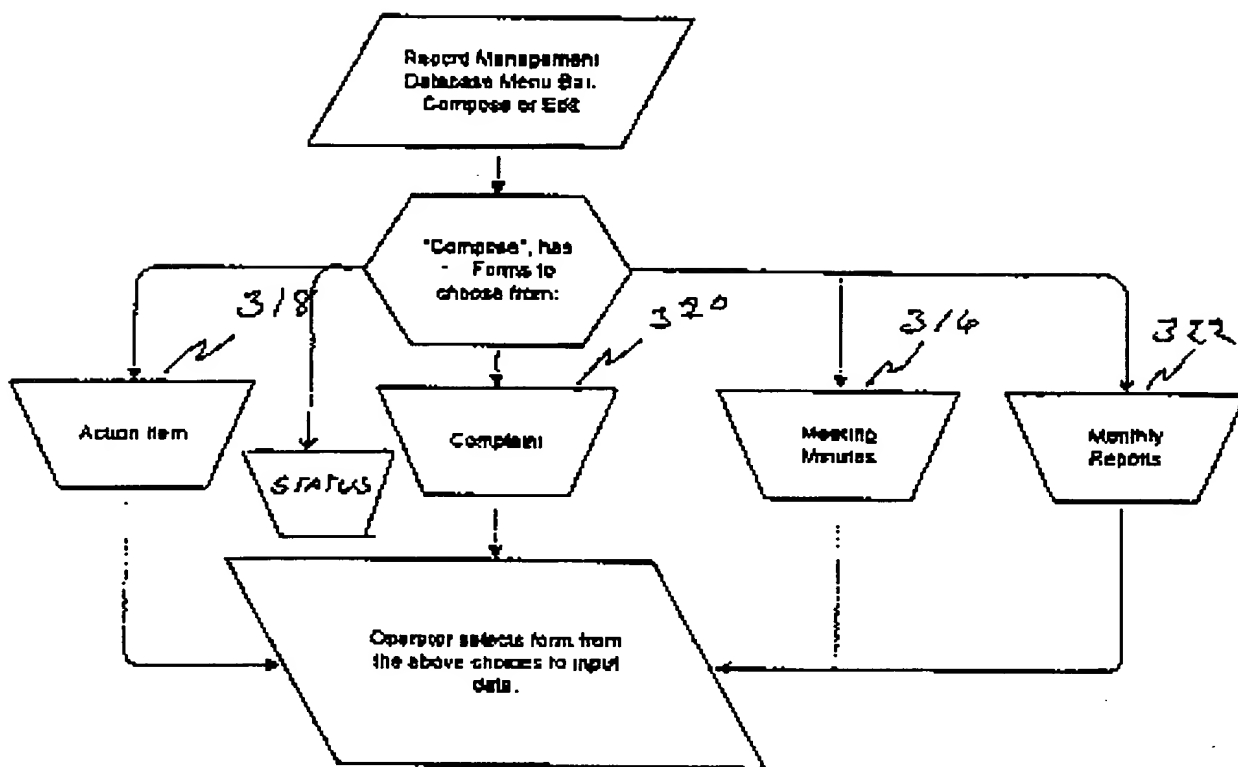 Record Management
Database Menu Bar.
Compose or Edit
"Compose", has
Forms to
choose from:
318
320
316
322
Action Item
STATUS
Complaint
Meeting
Minutes
Monthly
Reports
Operator selects form from
the above choices to input
data.